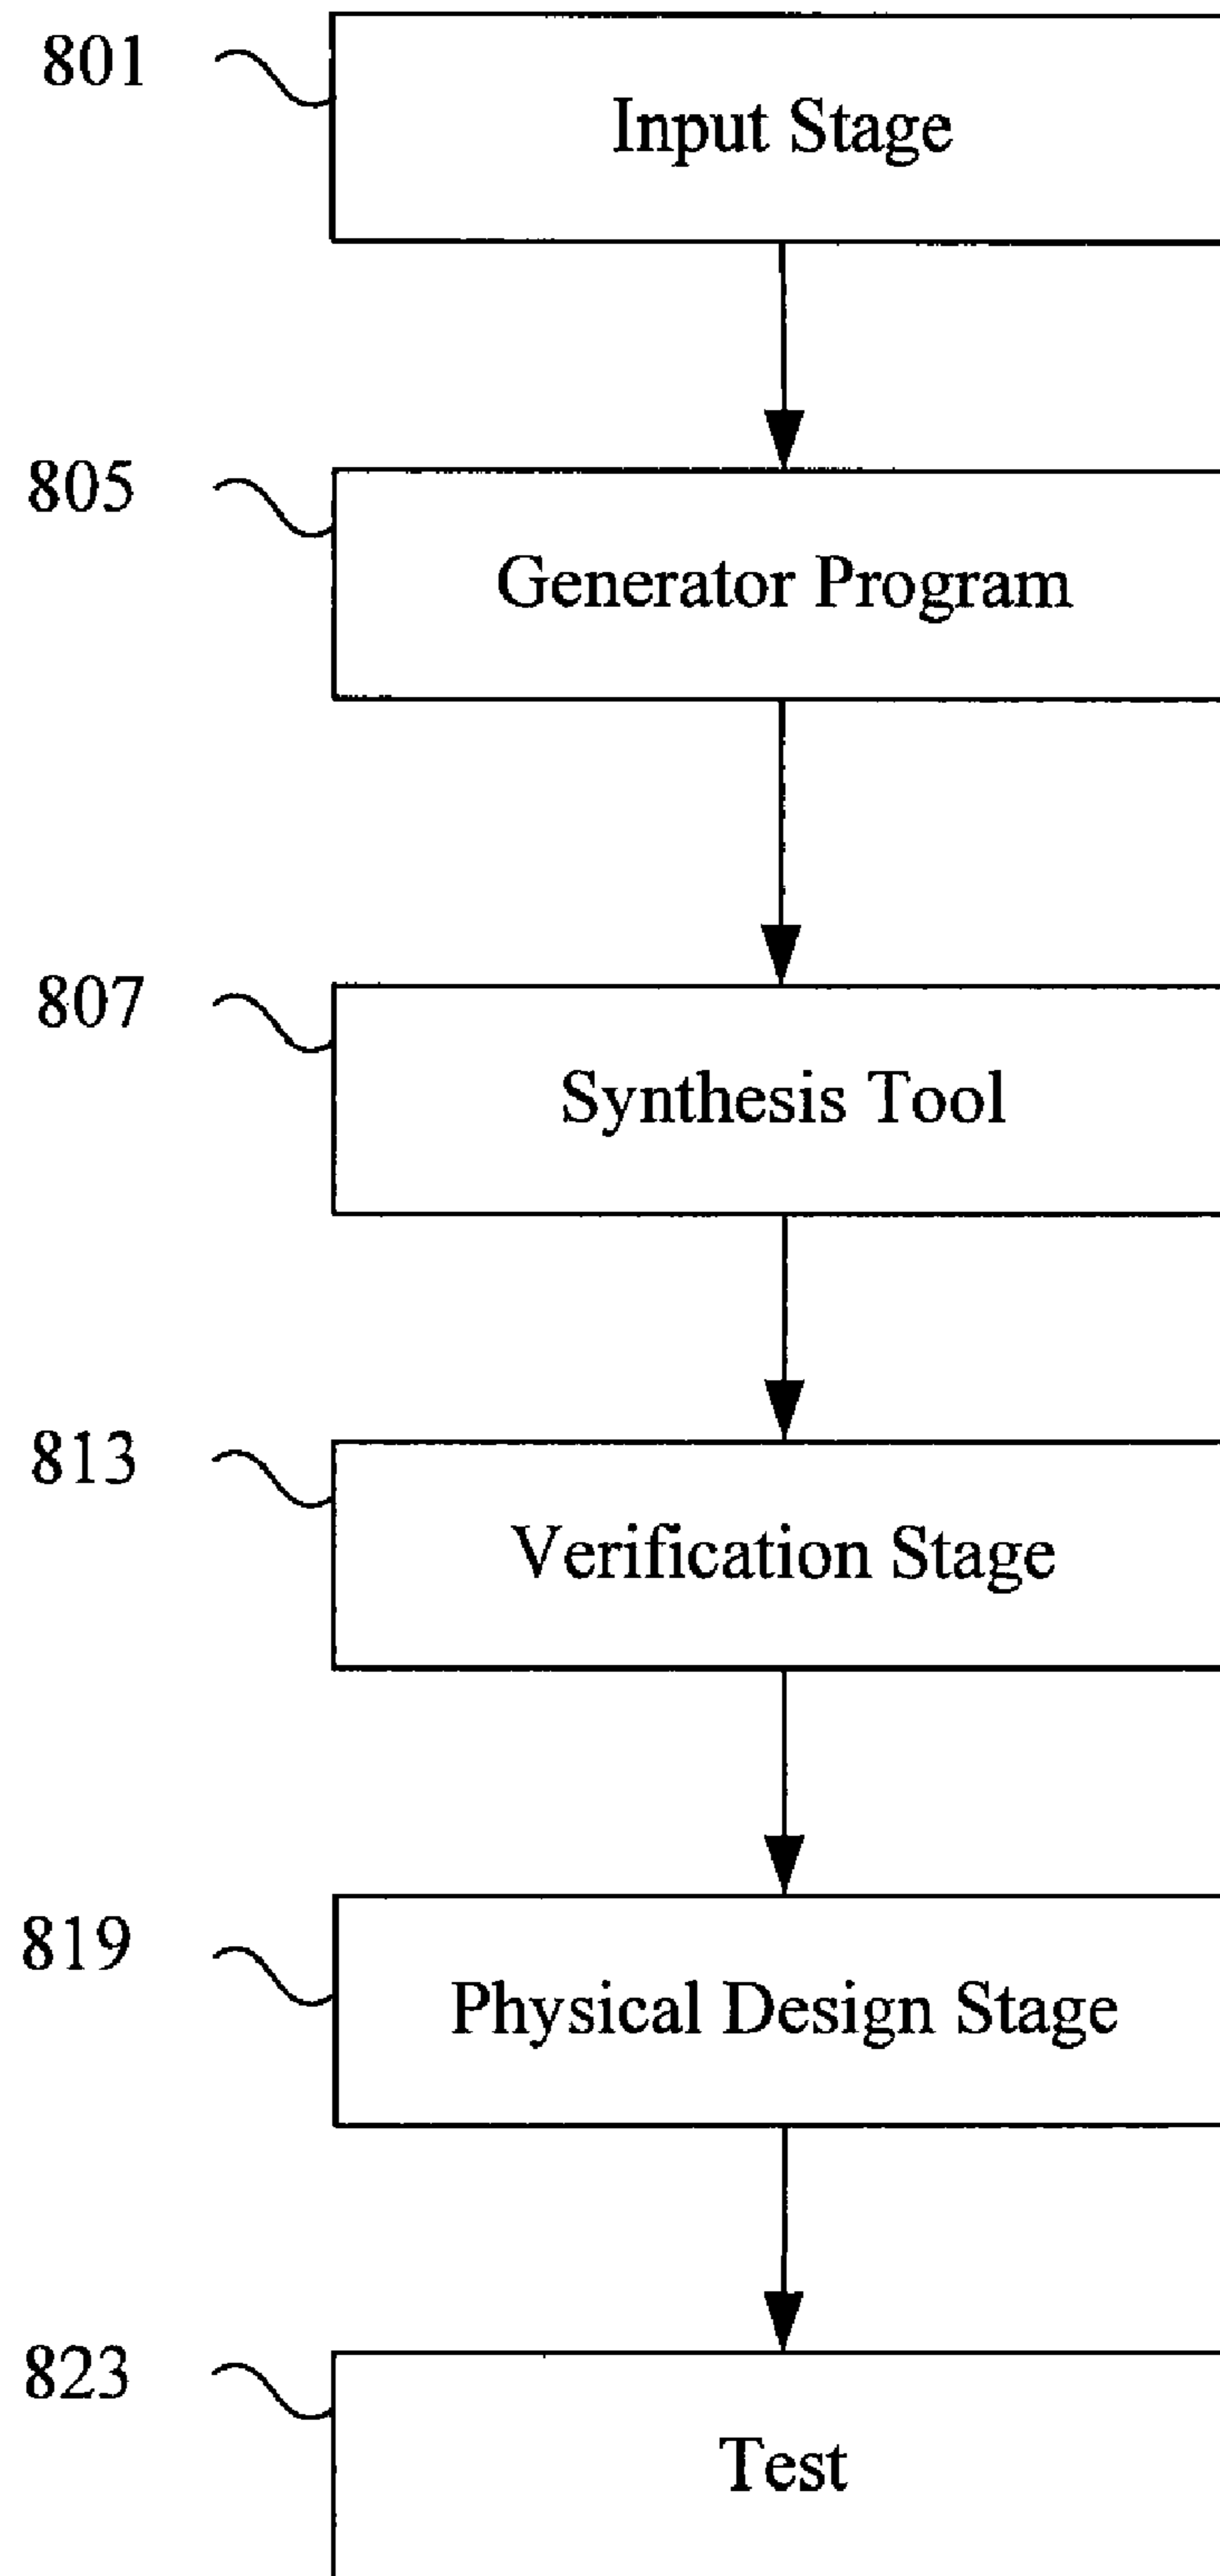 801
Input Stage
805
Generator Program
807
Synthesis Tool
813
Verification Stage
819
Physical Design Stage
823
Test